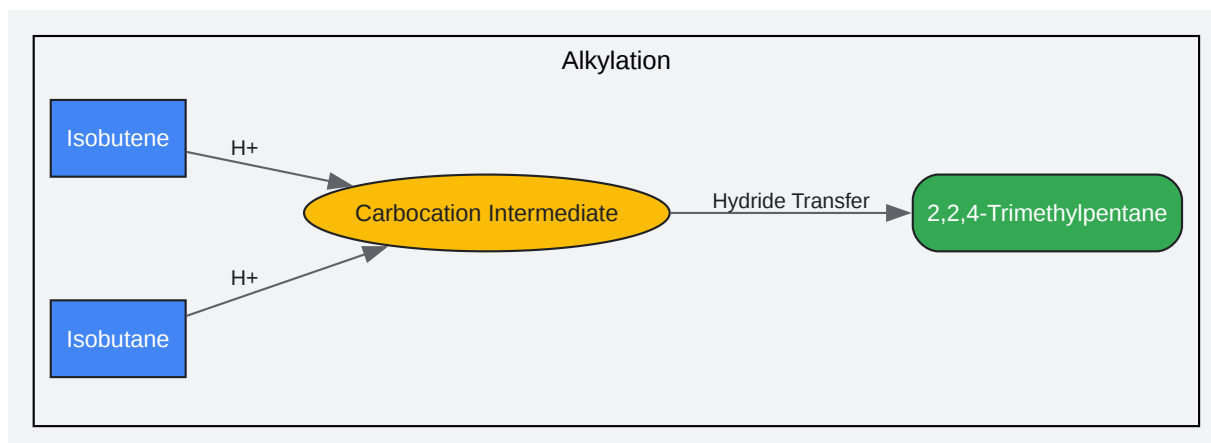 Alkylation
Isobutene
H+
Carbocation Intermediate
Hydride Transfer
2,2,4-Trimethylpentane
H+
Isobutane